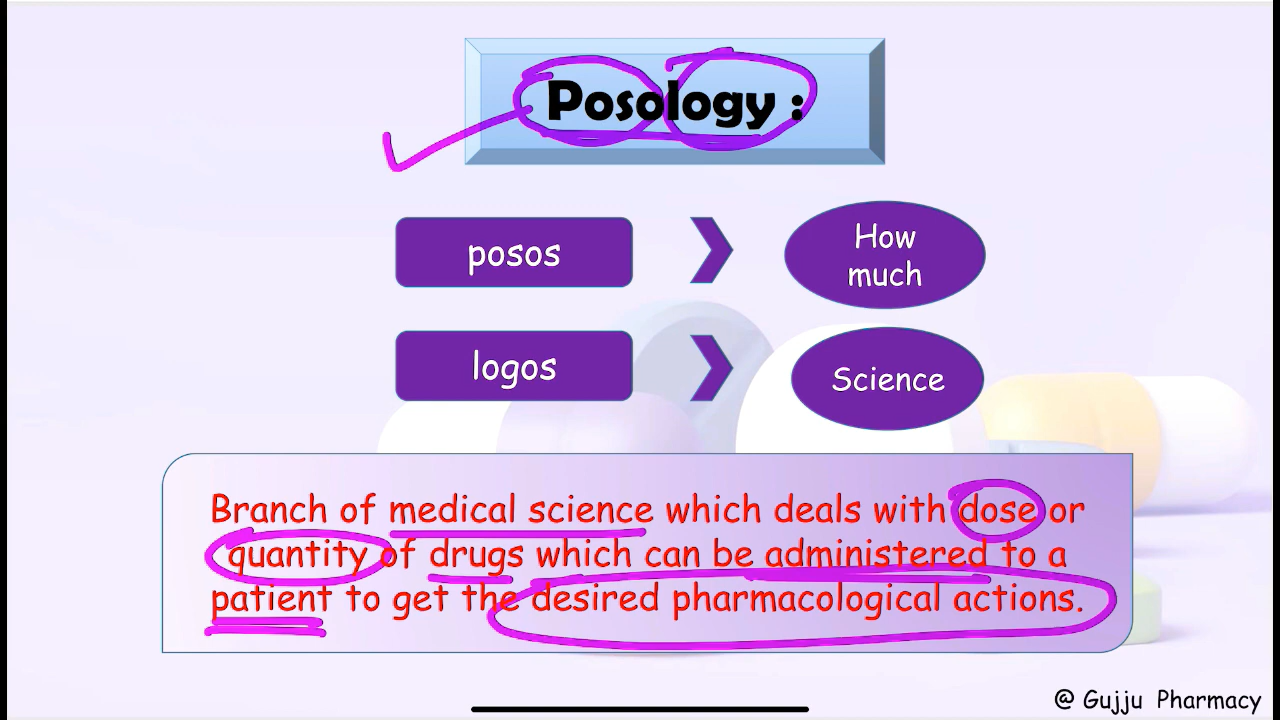 Posology :
posos
How
much
logos
Science
Branch of medical science which deals with dose or
quantity of drugs which can be administered to a
patient to get the desired pharmacological actions.
@ Gujju Pharmacy